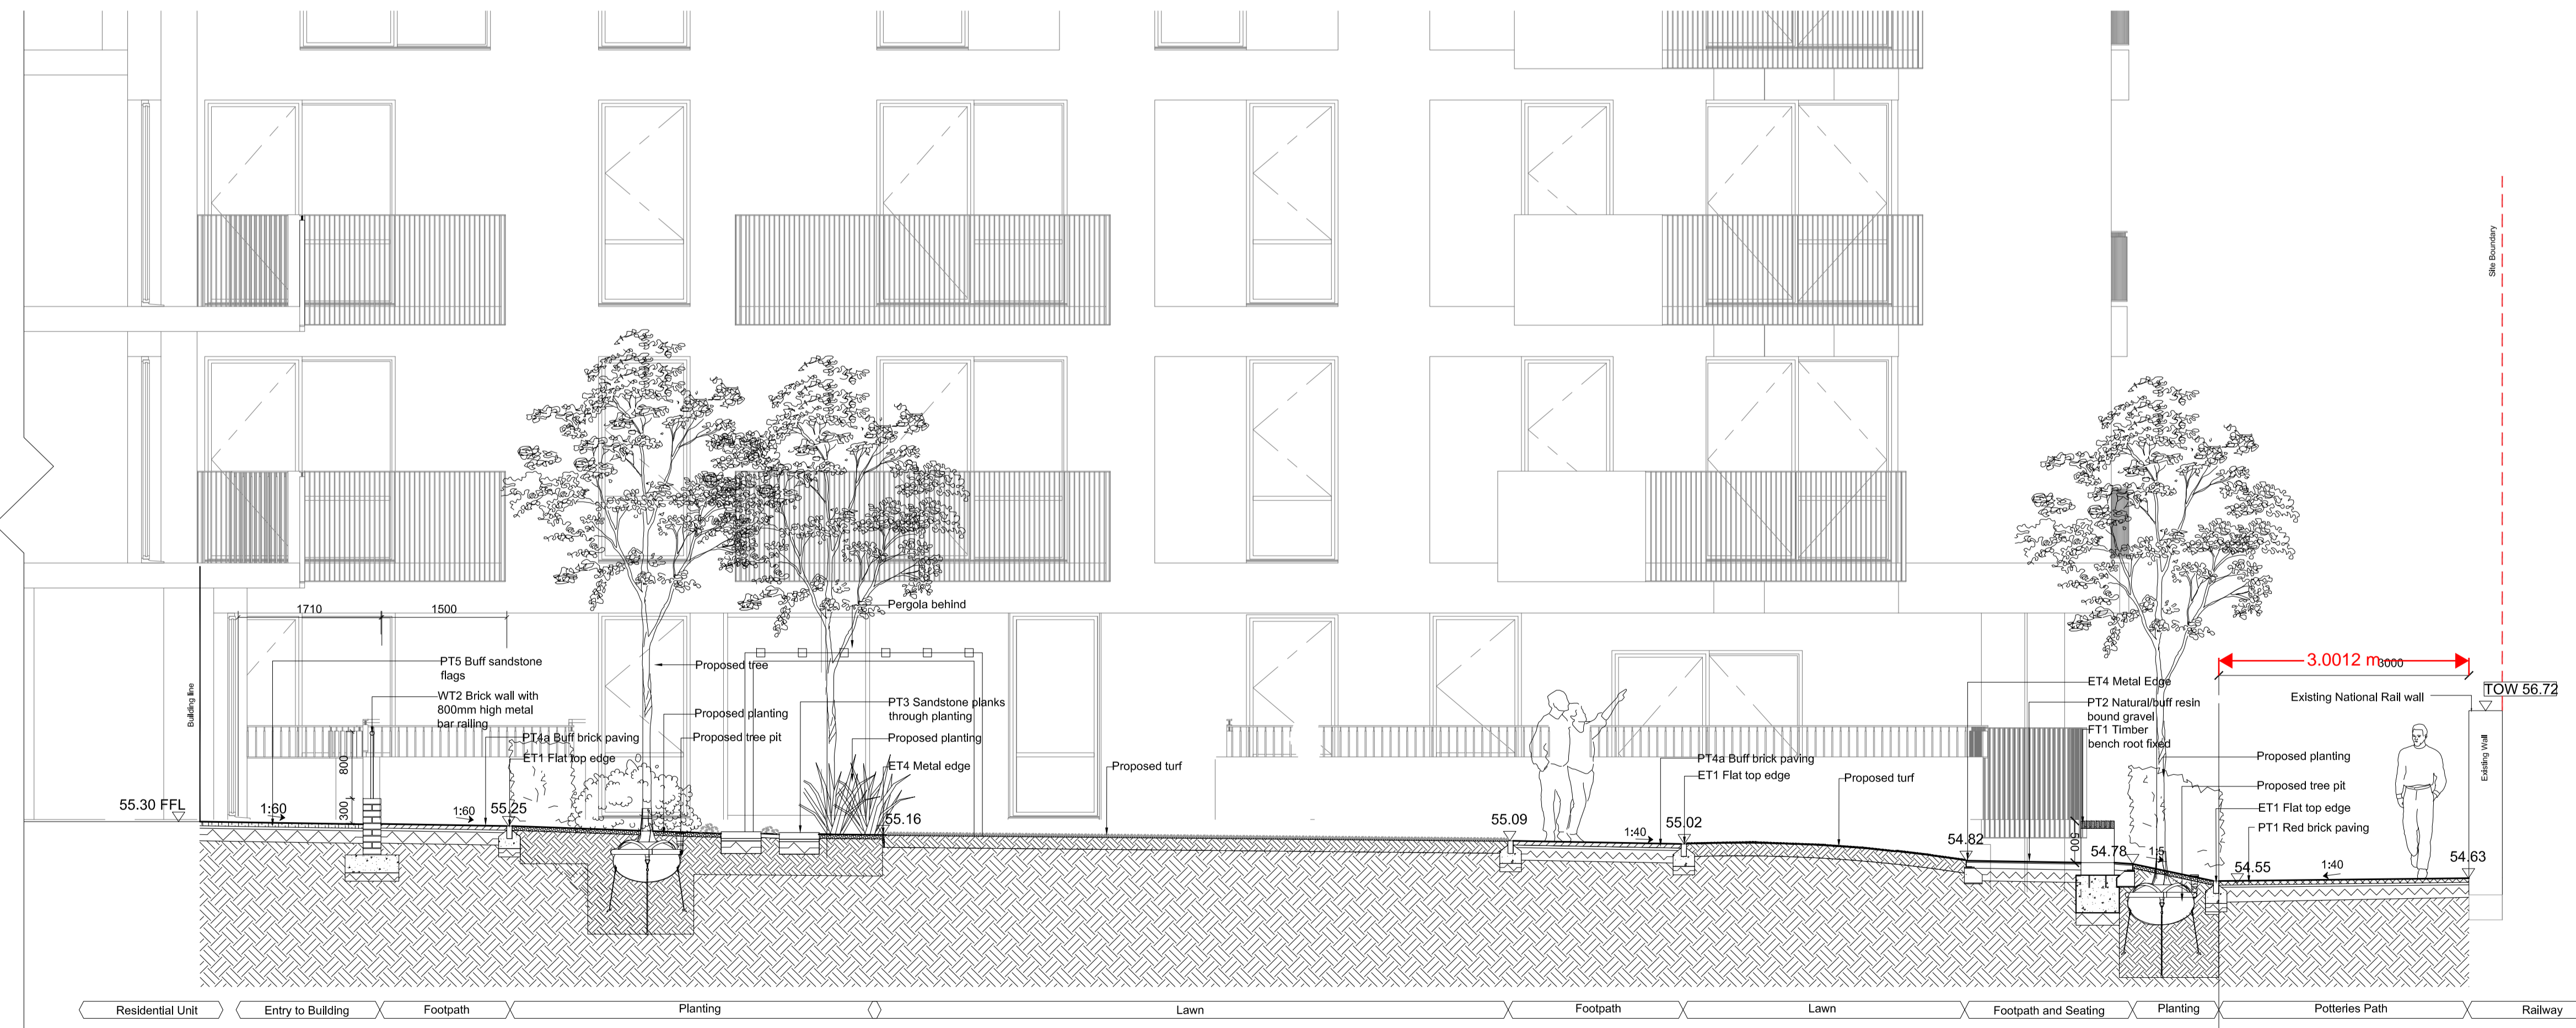 Site Boundary
1710
1500
Pergola behind
PT5 Buff sandstone
flags
Proposed tree
3.0012 m
3000
Building line
WT2 Brick wall with
800mm high metal
bar railing
PT3 Sandstone planks
through planting
ET4 Metal Edge
TOW 56.72
Existing National Rail wall
PT2 Natural/buff resin
bound gravel
FT1 TImber
bench root fixed
Proposed planting
PT4a Buff brick paving
Proposed tree pit
Proposed planting
ET1 Flat top edge
800
ET4 Metal edge
Proposed turf
PT4a Buff brick paving
ET1 Flat top edge
Proposed turf
Proposed planting
Existing Wall
Proposed tree pit
55.30 FFL
1:60
300
1:60
55.25
55.16
55.09
1:40
55.02
54.82
500
54.78
1:5
ET1 Flat top edge
PT1 Red brick paving
54.55
1:40
54.63
Residential Unit
Entry to Building
Footpath
Planting
Lawn
Footpath
Lawn
Footpath and Seating
Planting
Potteries Path
Railway